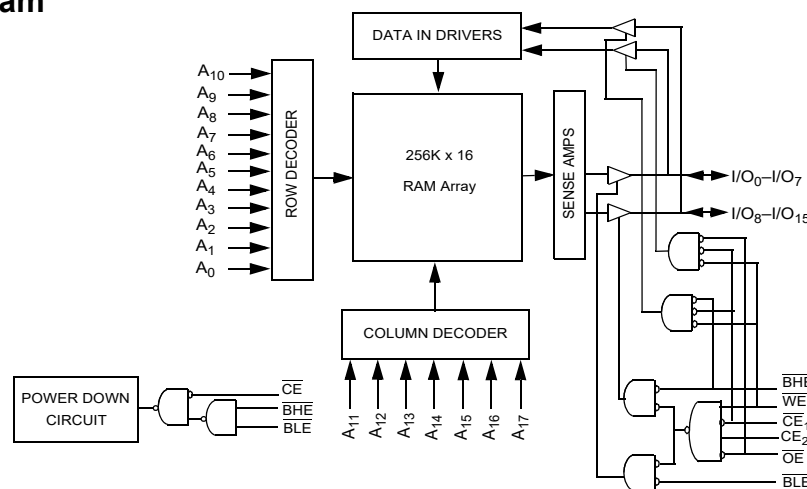 am
DATA IN DRIVERS
A10
A9
A8
A7
A6
A5
A4
A3
A2
A1
A0
ROW DECODER
256K x 16
RAM Array
SENSE AMPS
I/O0–I/O7
I/O8–I/O15
COLUMN DECODER
A11
A12
A13
A14
A15
A16
A17
POWER DOWN
CIRCUIT
CE
BHE
BLE
BHE
WE
CE1
CE2
OE
BLE